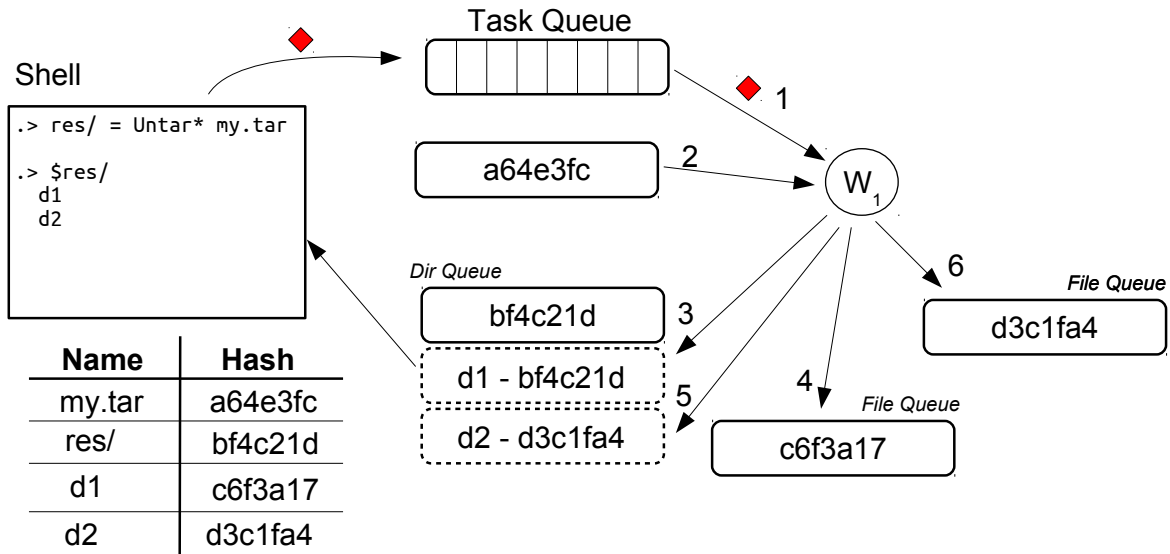 Task Queue
Shell
1
.> res/ = Untar* my.tar
.> $res/
d1
d2
a64e3fc
2
W1
Dir Queue
6
File Queue
bf4c21d
3
d3c1fa4
Name Hash
d1 - bf4c21d
my.tar a64e3fc
5
4
File Queue
res/ bf4c21d
d2 - d3c1fa4
c6f3a17
d1 c6f3a17
d2 d3c1fa4